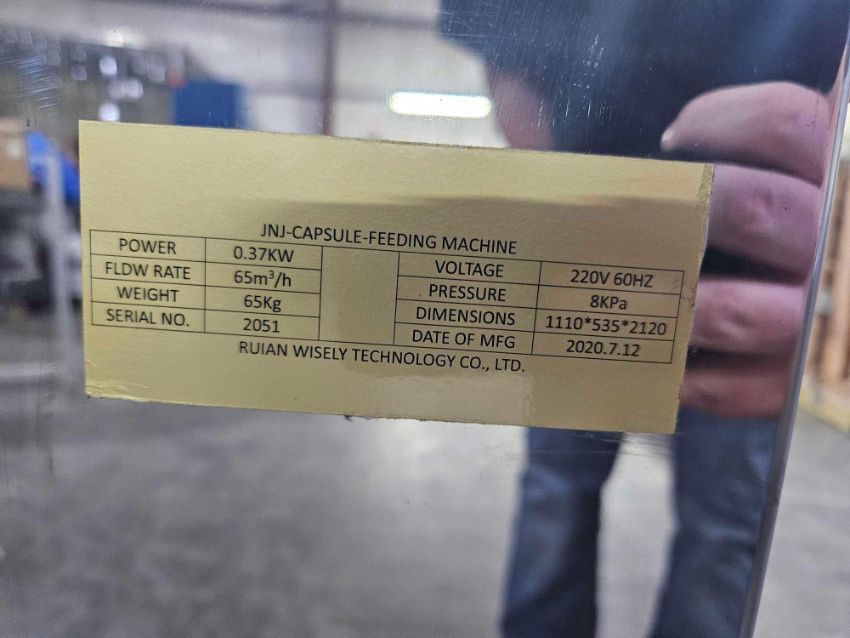 JNJ-CAPSULE-FEEDING MACHINE
POWER 0.37KW VOLTAGE 220V 60HZ
FLDW RATE 65m³/h PRESSURE 8KPa
WEIGHT 65Kg DIMENSIONS 1110*535*2120
SERIAL NO. 2051 DATE OF MFG 2020.7.12
RUIAN WISELY TECHNOLOGY CO., LTD.